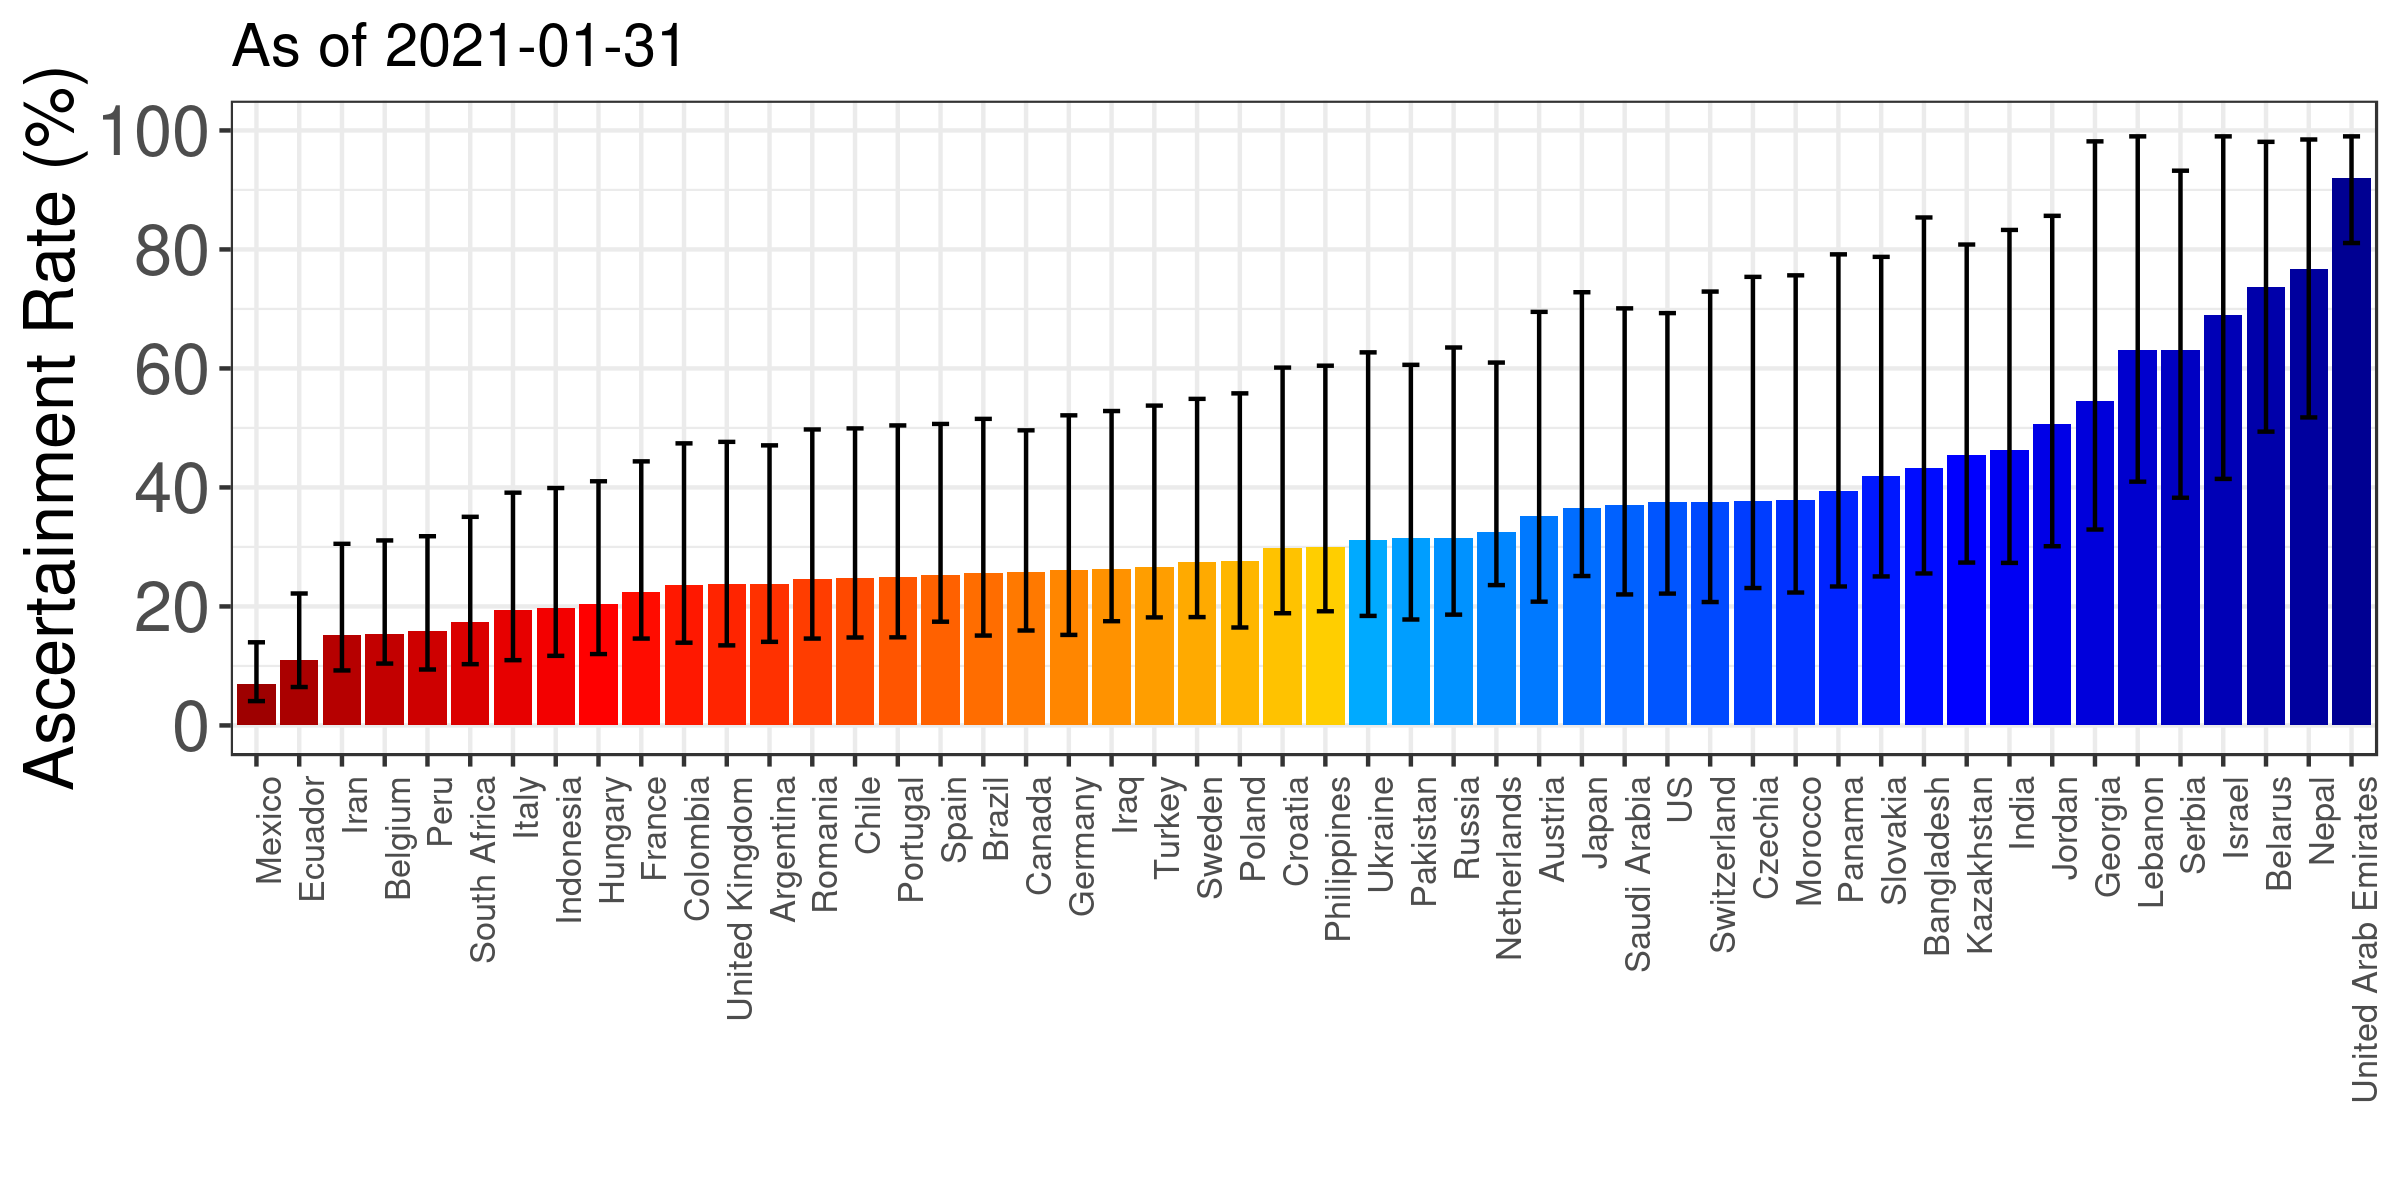 As of 2021-01-31
Ascertainment Rate (%)
100
80
60
40
20
0
Mexico
Ecuador
Iran
Belgium
Peru
South Africa
Italy
Indonesia
Hungary
France
Colombia
United Kingdom
Argentina
Romania
Chile
Portugal
Spain
Brazil
Canada
Germany
Iraq
Turkey
Sweden
Poland
Croatia
Philippines
Ukraine
Pakistan
Russia
Netherlands
Austria
Japan
Saudi Arabia
US
Switzerland
Czechia
Morocco
Panama
Slovakia
Bangladesh
Kazakhstan
India
Jordan
Georgia
Lebanon
Serbia
Israel
Belarus
Nepal
United Arab Emirates